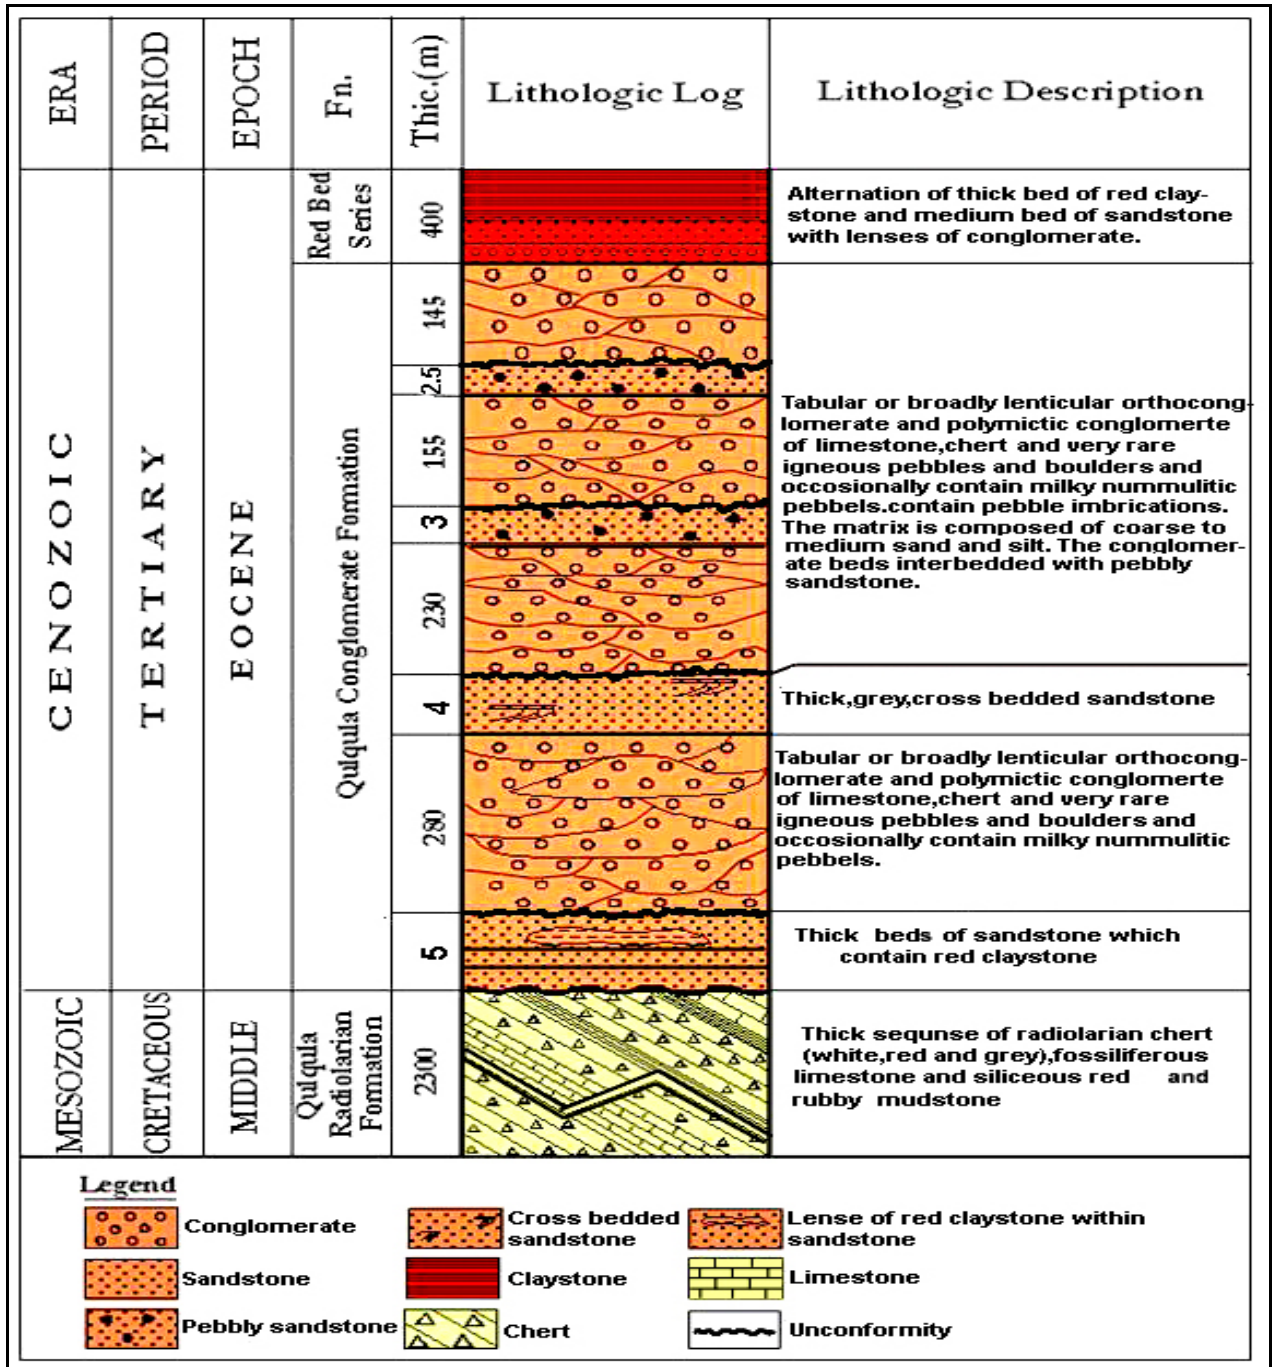 ERA
PERIOD
EPOCH
Fn.
Thic.(m)
Lithologic Log
Lithologic Description
CENOZOIC
TERTIARY
EOCENE
Red Bed
Series
400
Alternation of thick bed of red clay-
stone and medium bed of sandstone
with lenses of conglomerate.
Qulqula Conglomerate Formation
145
2.5
155
3
230
Tabular or broadly lenticular orthocong-
lomerate and polymictic conglomerte
of limestone,chert and very rare
igneous pebbles and boulders and
occosionally contain milky nummulitic
pebbels.contain pebble imbrications.
The matrix is composed of coarse to
medium sand and silt. The conglomer-
ate beds interbedded with pebbly
sandstone.
4
Thick,grey,cross bedded sandstone
280
Tabular or broadly lenticular orthocong-
lomerate and polymictic conglomerte
of limestone,chert and very rare
igneous pebbles and boulders and
occosionally contain milky nummulitic
pebbels.
5
Thick beds of sandstone which
contain red claystone
MESOZOIC
CRETACEOUS
MIDDLE
Qulqula
Radiolarian
Formation
2300
Thick sequnse of radiolarian chert
(white,red and grey),fossiliferous
limestone and siliceous red and
rubby mudstone
Legend
Conglomerate
Cross bedded
sandstone
Lense of red claystone within
sandstone
Sandstone
Claystone
Limestone
Pebbly sandstone
Chert
Unconformity